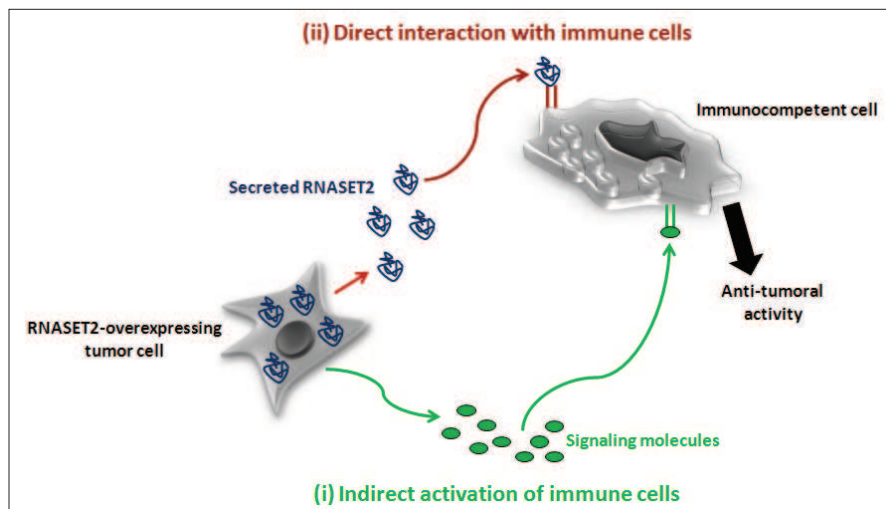 (ii) Direct interaction with immune cells
Immunocompetent cell
Secreted RNASET2
Anti-tumoral
activity
RNASET2-overexpressing
tumor cell
Signaling molecules
(i) Indirect activation of immune cells